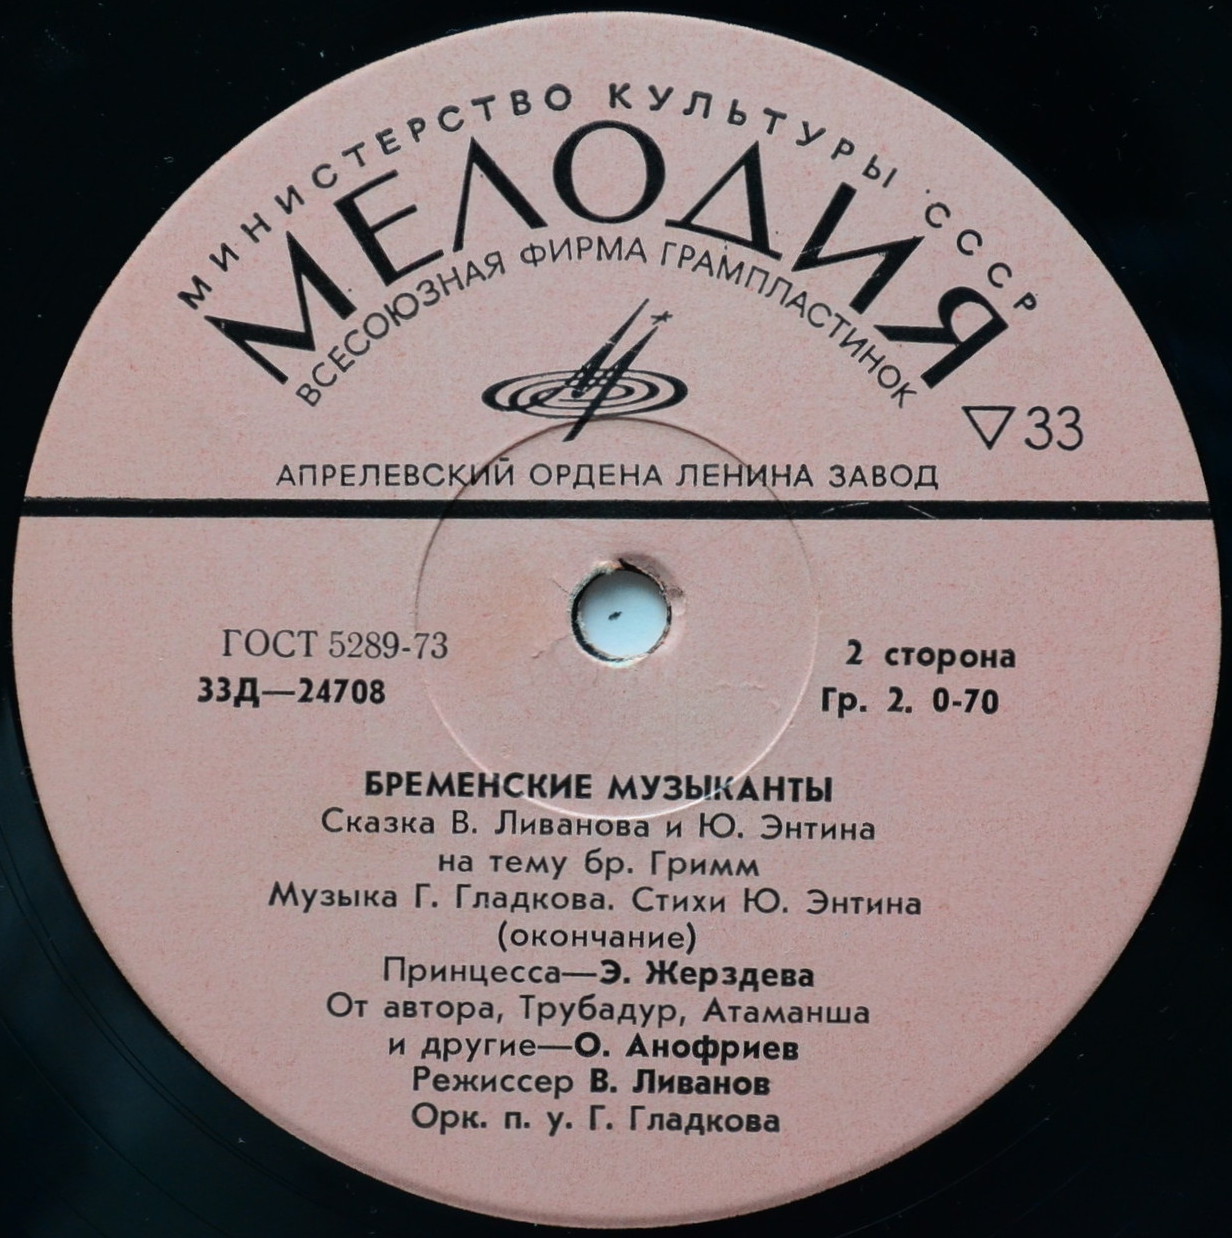 МИНИСТЕРСТВО КУЛЬТУРЫ СССР
МЕЛОДИЯ
ВСЕСОЮЗНАЯ ФИРМА ГРАМПЛАСТИНОК
▽33
АПРЕЛЕВСКИЙ ОРДЕНА ЛЕНИНА ЗАВОД
ГОСТ 5289-73
33Д—24708
2 сторона
Гр. 2. 0-70
БРЕМЕНСКИЕ МУЗЫКАНТЫ
Сказка В. Ливанова и Ю. Энтина
на тему бр. Гримм
Музыка Г. Гладкова. Стихи Ю. Энтина
(окончание)
Принцесса—Э. Жерздева
От автора, Трубадур, Атаманша
и другие—О. Анофриев
Режиссер В. Ливанов
Орк. п. у. Г. Гладкова